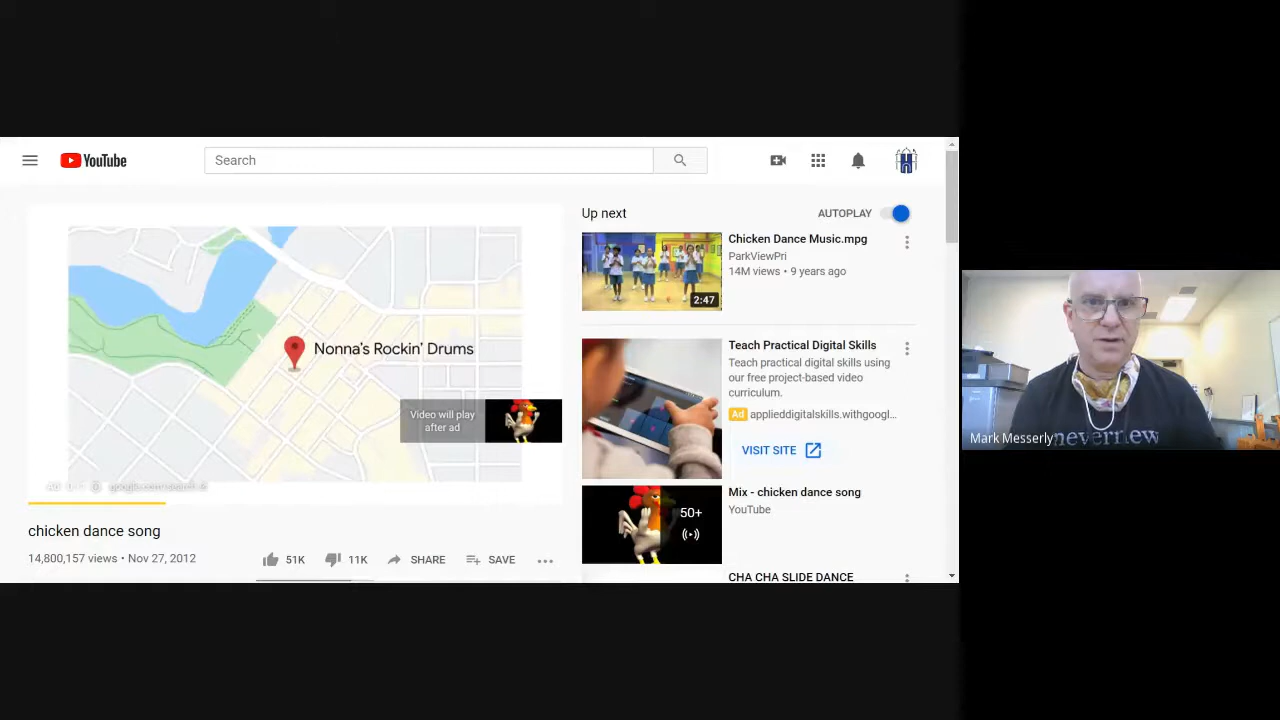 YouTube
Search
Nonna's Rockin' Drums
Video will play
after ad
Ad
chicken dance song
14,800,157 views • Nov 27, 2012
51K
11K
SHARE
SAVE
Up next
AUTOPLAY
Chicken Dance Music.mpg
ParkViewPri
14M views • 9 years ago
2:47
Teach Practical Digital Skills
Teach practical digital skills using
our free project-based video
curriculum.
Ad applieddigitalskills.withgoogl...
VISIT SITE
50+
Mix - chicken dance song
YouTube
CHA CHA SLIDE DANCE
Mark Messerly